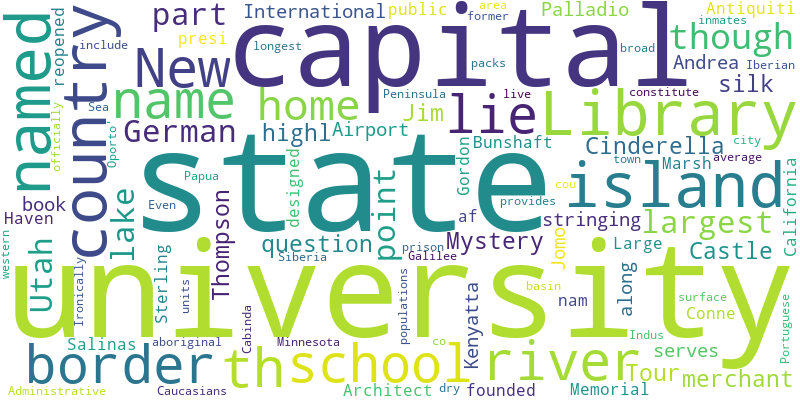 former area International public Palladio Antiquiti
part reopened include presi longest capital broad inmates though
New packs Andrea Iberian
named country Sea name home Jim Peninsula live lie silk constitute
officially Oporto' German highl Airport Library
Bunshaft Cinderella city
Papua designed state Gordon town Marsh average
book Even point cou provides island California
Haven lake Thompson af stringing largest
Utah question Mystery Jomo Large Castle
western Ironically Sterling Siberia prison Galilee along
university units nam basin surface Conne
Salinas aboriginal Cabinda Minnesota populations co Kenyatta Indus serves Portuguese
border th school river Tour merchant
Administrative Caucasians Architect dry founded Memorial